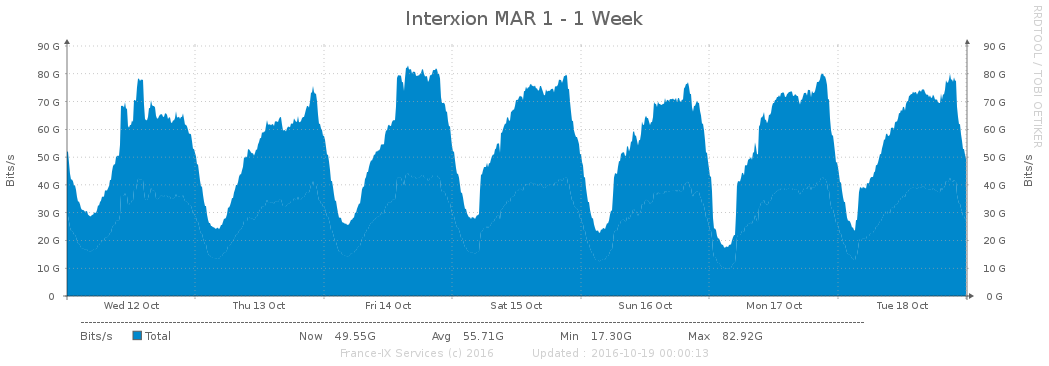 Interxion MAR 1 - 1 Week
RRDTOOL / TOBI OETIKER
90 G 90 G
80 G 80 G
70 G 70 G
60 G 60 G
50 G 50 G
40 G 40 G
30 G 30 G
20 G 20 G
10 G 10 G
0 0 G
Bits/s
Bits/s
Wed 12 Oct Thu 13 Oct Fri 14 Oct Sat 15 Oct Sun 16 Oct Mon 17 Oct Tue 18 Oct
Bits/s Total Now 49.55G Avg 55.71G Min 17.30G Max 82.92G
France-IX Services (c) 2016 Updated : 2016-10-19 00:00:13